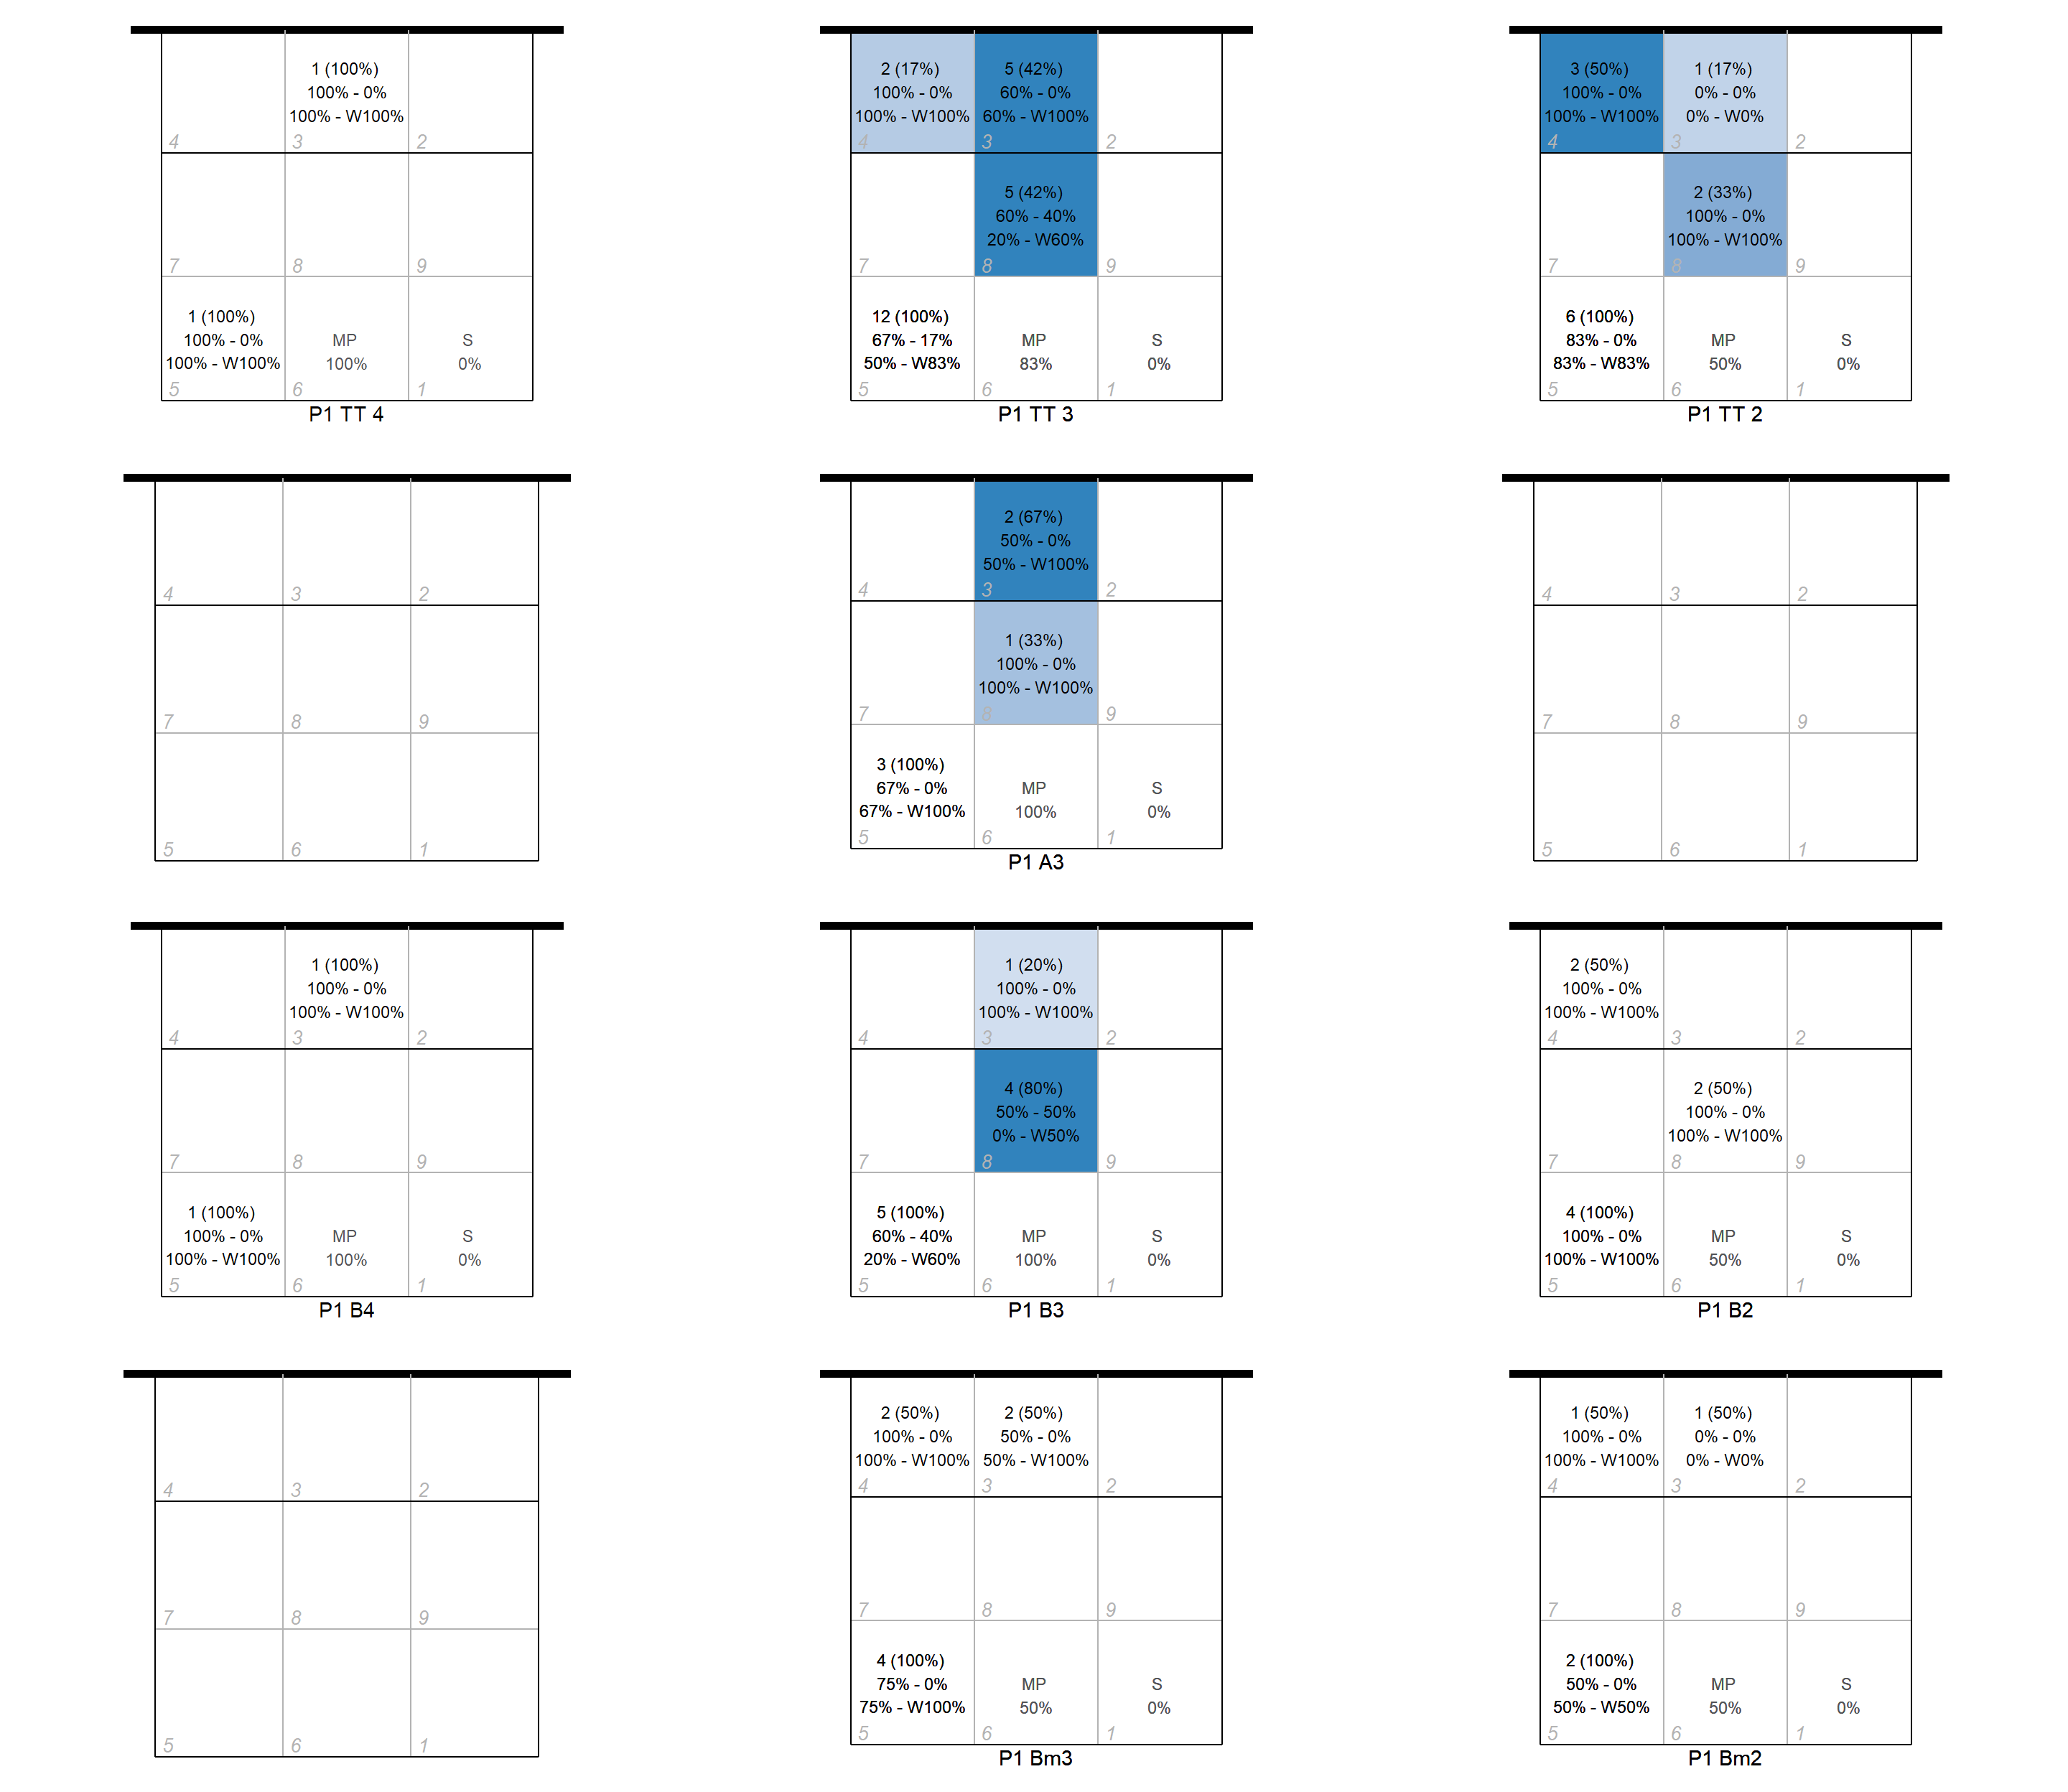 1 (100%)
100% - 0%
100% - W100%
4 3 2
7 8 9
1 (100%)
100% - 0%
100% - W100%
MP
100%
S
0%
5 6 1
P1 TT 4
2 (17%)
100% - 0%
100% - W100%
5 (42%)
60% - 0%
60% - W100%
4 3 2
5 (42%)
60% - 40%
20% - W60%
7 8 9
12 (100%)
67% - 17%
50% - W83%
MP
83%
S
0%
5 6 1
P1 TT 3
3 (50%)
100% - 0%
100% - W100%
1 (17%)
0% - 0%
0% - W0%
4 3 2
2 (33%)
100% - 0%
100% - W100%
7 8 9
6 (100%)
83% - 0%
83% - W83%
MP
50%
S
0%
5 6 1
P1 TT 2
4 3 2
7 8 9
5 6 1
2 (67%)
50% - 0%
50% - W100%
4 3 2
1 (33%)
100% - 0%
100% - W100%
7 8 9
3 (100%)
67% - 0%
67% - W100%
MP
100%
S
0%
5 6 1
P1 A3
4 3 2
7 8 9
5 6 1
1 (100%)
100% - 0%
100% - W100%
4 3 2
7 8 9
1 (100%)
100% - 0%
100% - W100%
MP
100%
S
0%
5 6 1
P1 B4
1 (20%)
100% - 0%
100% - W100%
4 3 2
4 (80%)
50% - 50%
0% - W50%
7 8 9
5 (100%)
60% - 40%
20% - W60%
MP
100%
S
0%
5 6 1
P1 B3
2 (50%)
100% - 0%
100% - W100%
4 3 2
2 (50%)
100% - 0%
100% - W100%
7 8 9
4 (100%)
100% - 0%
100% - W100%
MP
50%
S
0%
5 6 1
P1 B2
4 3 2
7 8 9
5 6 1
2 (50%)
100% - 0%
100% - W100%
2 (50%)
50% - 0%
50% - W100%
4 3 2
7 8 9
4 (100%)
75% - 0%
75% - W100%
MP
50%
S
0%
5 6 1
P1 Bm3
1 (50%)
100% - 0%
100% - W100%
1 (50%)
0% - 0%
0% - W0%
4 3 2
7 8 9
2 (100%)
50% - 0%
50% - W50%
MP
50%
S
0%
5 6 1
P1 Bm2